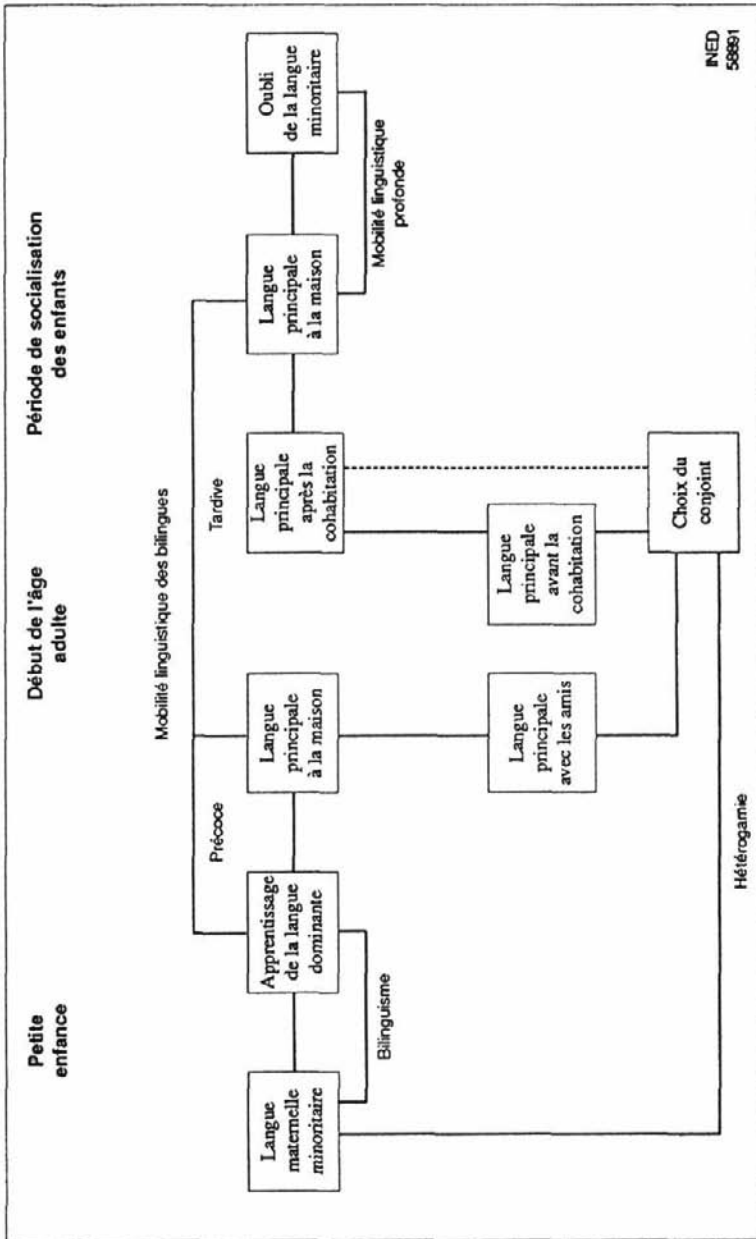 Petite
enfance
Début de l'âge
adulte
Période de socialisation
des enfants
Mobilité linguistique des bilingues
Précoce
Tardive
Langue
maternelle
minoritaire
Apprentissage
de la langue
dominante
Langue
principale
à la maison
Langue
principale
après la
cohabitation
Langue
principale
à la maison
Oubli
de la langue
minoritaire
Bilinguisme
Mobilité linguistique
profonde
Langue
principale
avec les amis
Langue
principale
avant la
cohabitation
Choix du
conjoint
Hétérogamie
INED
58891